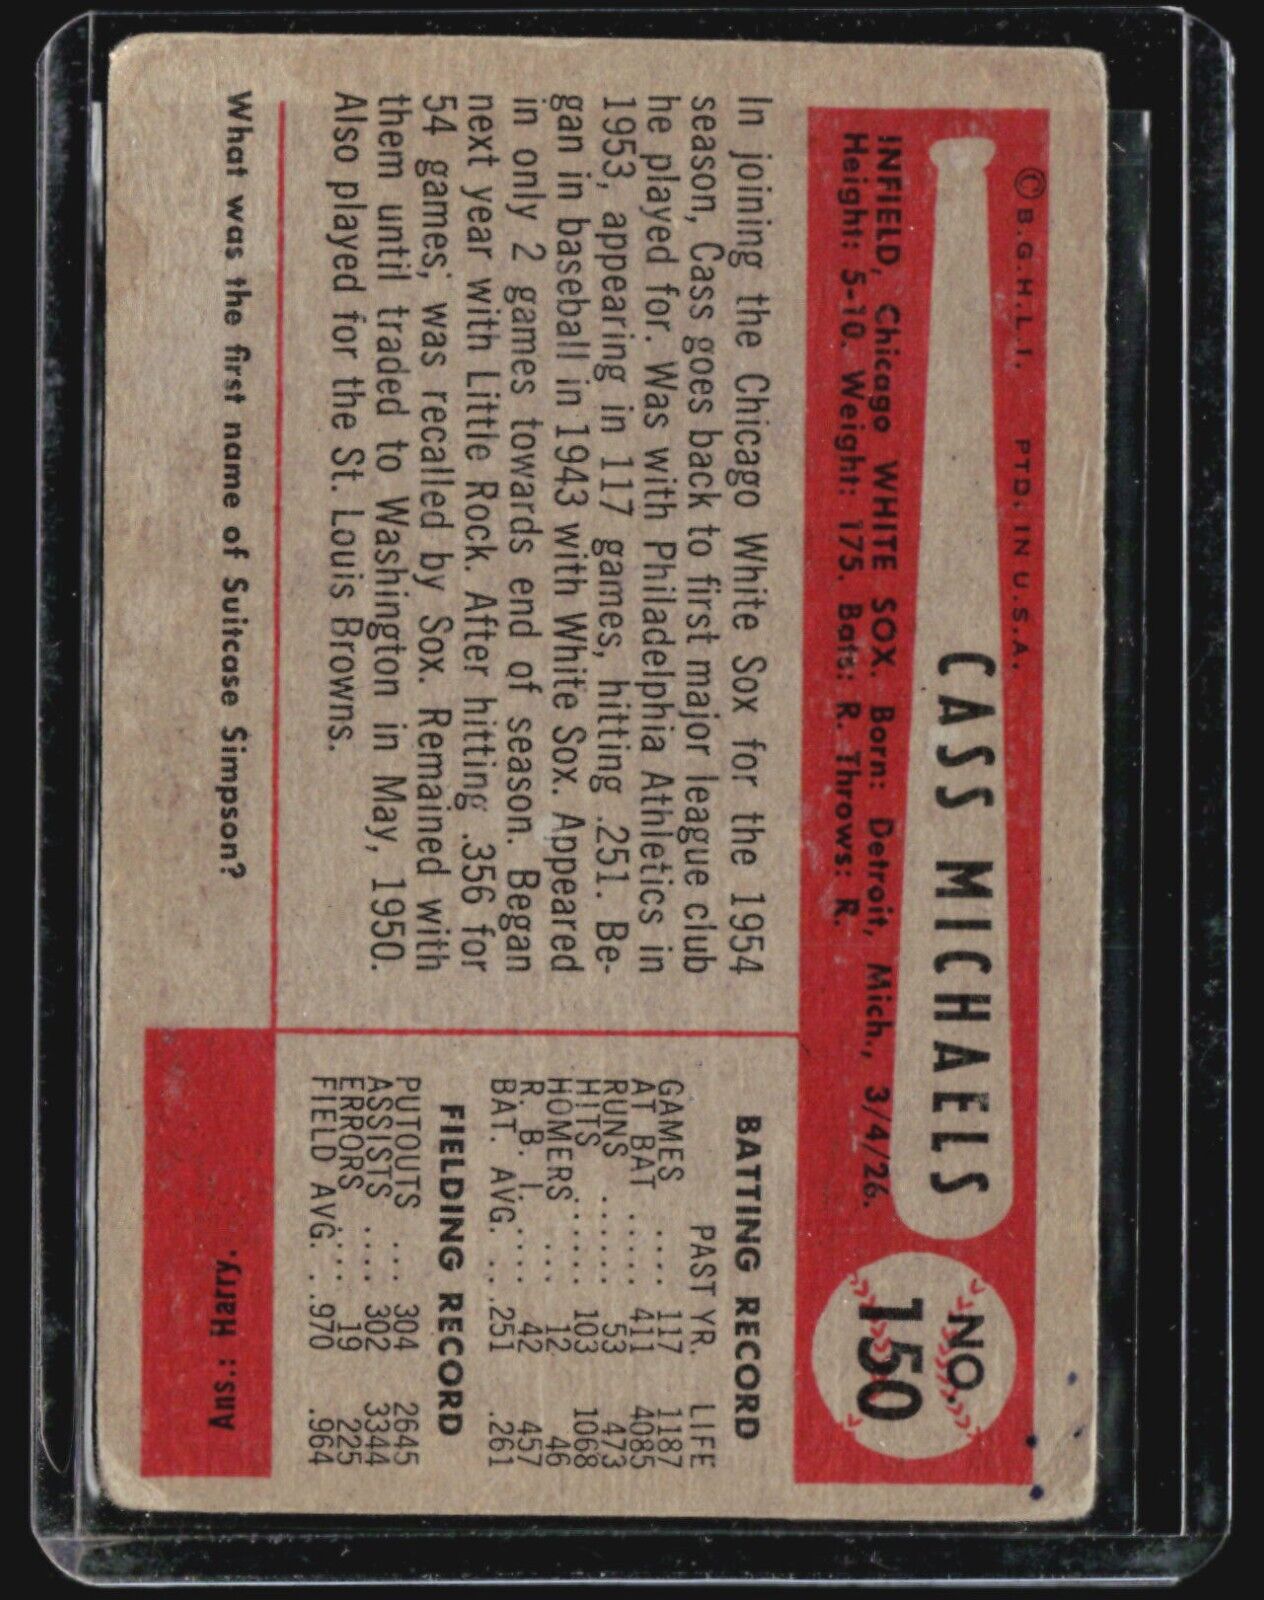 © B.G.H.L.I. PTD. IN U.S.A.
CASS MICHAELS
NO.
150
INFIELD, Chicago WHITE SOX. Born: Detroit, Mich., 3/4/26.
Height: 5-10. Weight: 175. Bats: R. Throws: R.
In joining the Chicago White Sox for the 1954
season, Cass goes back to first major league club
he played for. Was with Philadelphia Athletics in
1953, appearing in 117 games, hitting .251. Be-
gan in baseball in 1943 with White Sox. Appeared
in only 2 games towards end of season. Began
next year with Little Rock. After hitting .356 for
54 games, was recalled by Sox. Remained with
them until traded to Washington in May, 1950.
Also played for the St. Louis Browns.
BATTING RECORD
PAST YR. LIFE
GAMES .... 117 1187
AT BAT ..... 411 4085
RUNS ...... 53 473
HITS ...... 103 1068
HOMERS ... 12 46
R. B. I. .... 42 457
BAT. AVG. .. .251 .261
FIELDING RECORD
PUTOUTS ... 304 2645
ASSISTS .... 302 3344
ERRORS .... 19 225
FIELD AVG. . .970 .964
What was the first name of Suitcase Simpson?
Ans.: Harry.